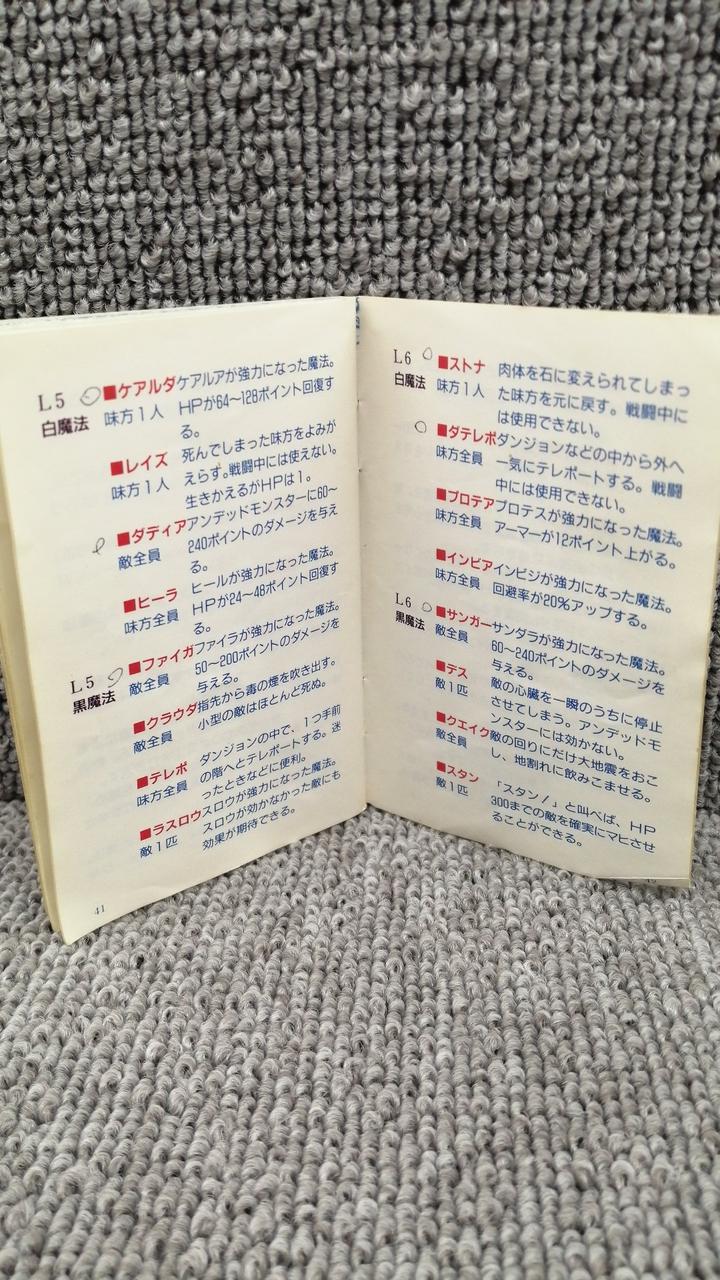 L5
白魔法
■ケアルダ ケアルアが強力になった魔法。
味方1人 HPが64〜128ポイント回復す
る。
■レイズ 死んでしまった味方をよみが
味方1人 えらす。戦闘中には使えない。
生きかえるがHPは1。
■ダディア アンデッドモンスターに60〜
敵全員 240ポイントのダメージを与え
る。
■ヒーラ ヒールが強力になった魔法。
味方全員 HPが24〜48ポイント回復す
る。
L5
黒魔法
■ファイガ ファイラが強力になった魔法。
敵全員 50〜200ポイントのダメージを
与える。
■クラウダ 指先から毒の煙を吹き出す。
敵全員 小型の敵はほとんど死ぬ。
■テレポ ダンジョンの中で、1つ手前
味方全員 の階へとテレポートする。迷
ったときなどに便利。
■ラスロウ スロウが強力になった魔法。
敵1匹 スロウが効かなかった敵にも
効果が期待できる。
41
L6
白魔法
■ストナ 肉体を石に変えられてしまっ
味方1人 た味方を元に戻す。戦闘中に
は使用できない。
■ダテレポ ダンジョンなどの中から外へ
味方全員 一気にテレポートする。戦闘
中には使用できない。
■プロテア プロテスが強力になった魔法。
味方全員 アーマーが12ポイント上がる。
■インビア インビジが強力になった魔法。
味方全員 回避率が20%アップする。
L6
黒魔法
■サンガー サンダラが強力になった魔法。
敵全員 60〜240ポイントのダメージを
与える。
■デス 敵の心臓を一瞬のうちに停止
敵1匹 させてしまう。アンデッドモ
ンスターには効かない。
■クエイク 敵の回りにだけ大地震をおこ
敵全員 し、地割れに飲みこませる。
■スタン 「スタン!」と叫べば、HP
敵1匹 300までの敵を確実にマヒさせ
ることができる。